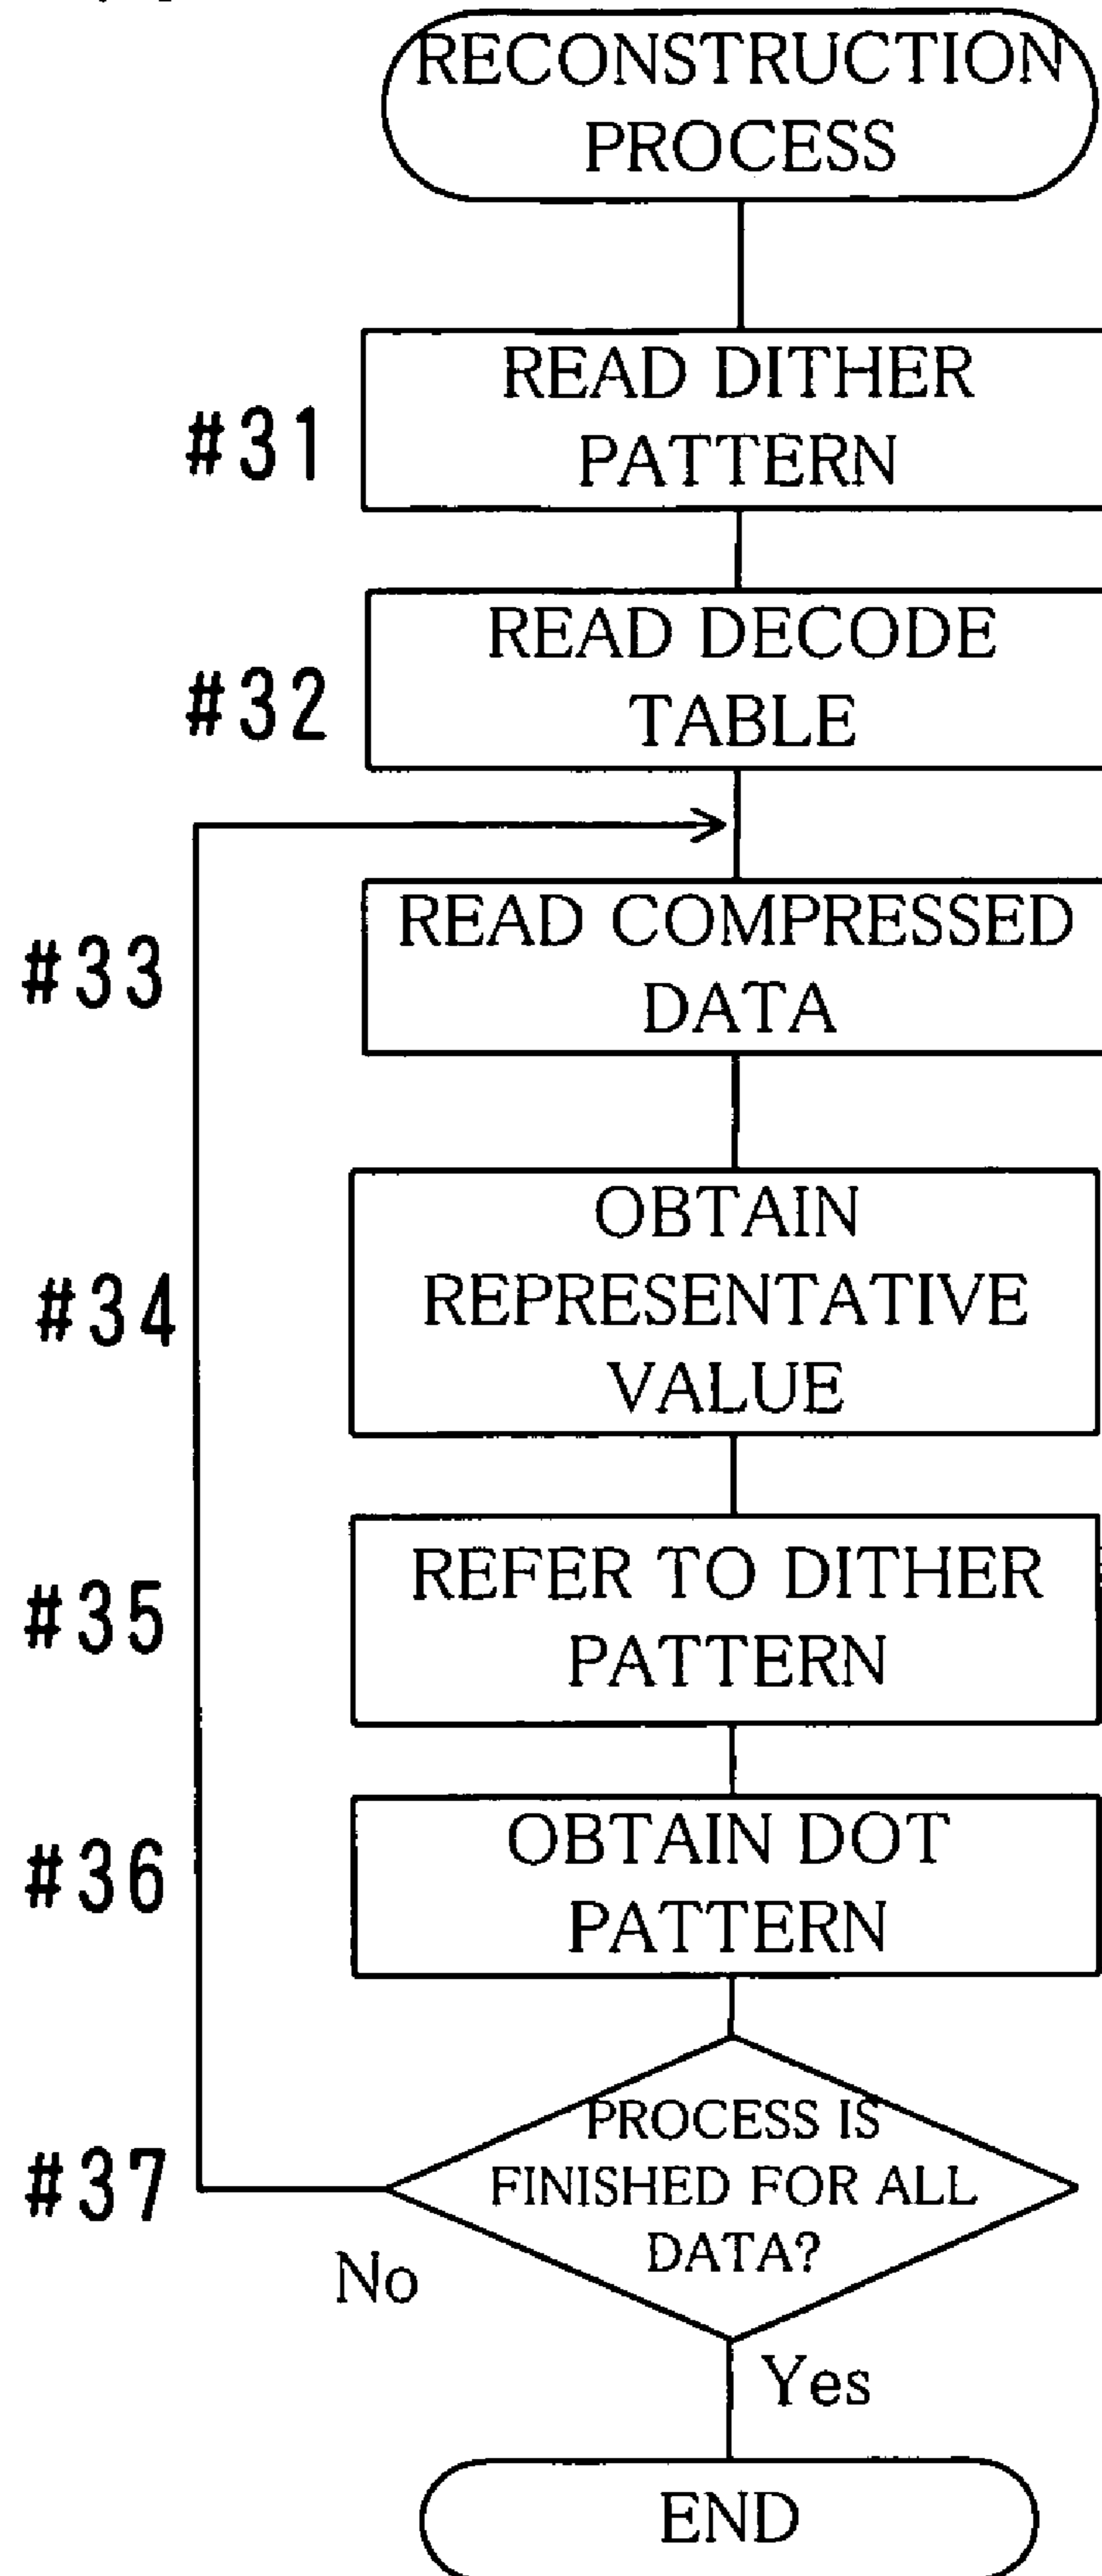 RECONSTRUCTION
PROCESS
READ DITHER
PATTERN
#31
READ DECODE
TABLE
#32
READ COMPRESSED
DATA
#33
OBTAIN
REPRESENTATIVE
VALUE
#34
REFER TO DITHER
PATTERN
#35
OBTAIN DOT
PATTERN
#36
PROCESS IS
FINISHED FOR ALL
DATA?
#37
No
Yes
END